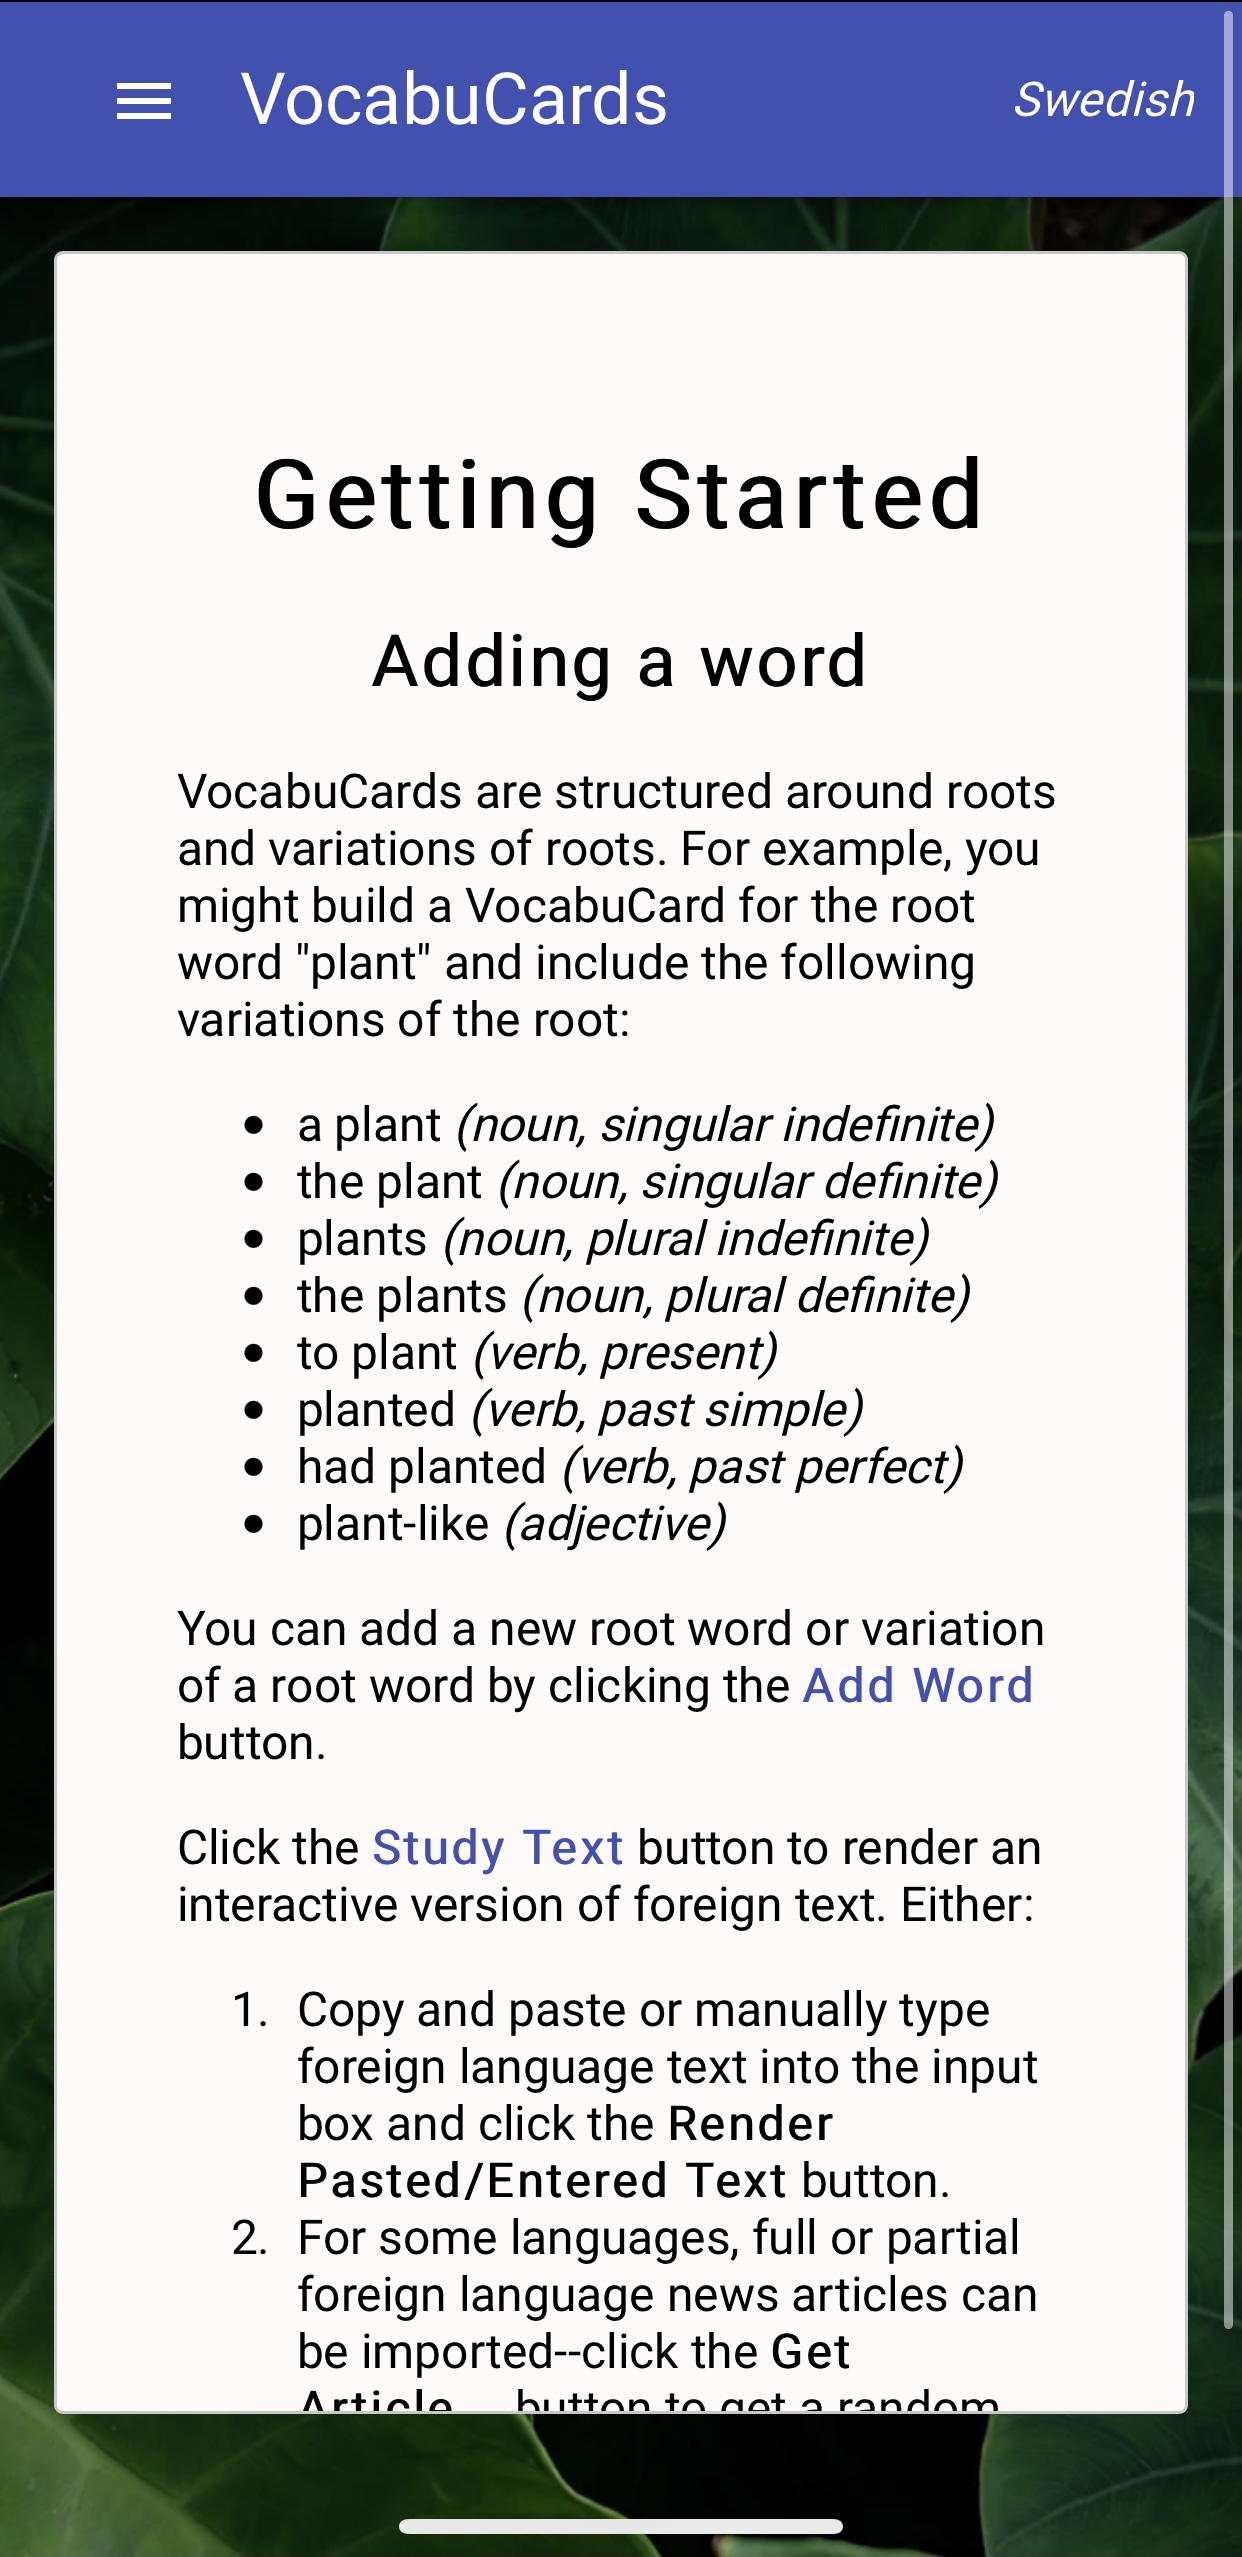 VocabuCards
Swedish
Getting Started
Adding a word
VocabuCards are structured around roots
and variations of roots. For example, you
might build a VocabuCard for the root
word "plant" and include the following
variations of the root:
• a plant (noun, singular indefinite)
• the plant (noun, singular definite)
• plants (noun, plural indefinite)
• the plants (noun, plural definite)
• to plant (verb, present)
• planted (verb, past simple)
• had planted (verb, past perfect)
• plant-like (adjective)
You can add a new root word or variation
of a root word by clicking the Add Word
button.
Click the Study Text button to render an
interactive version of foreign text. Either:
1. Copy and paste or manually type
foreign language text into the input
box and click the Render
Pasted/Entered Text button.
2. For some languages, full or partial
foreign language news articles can
be imported--click the Get
Article button to get a random